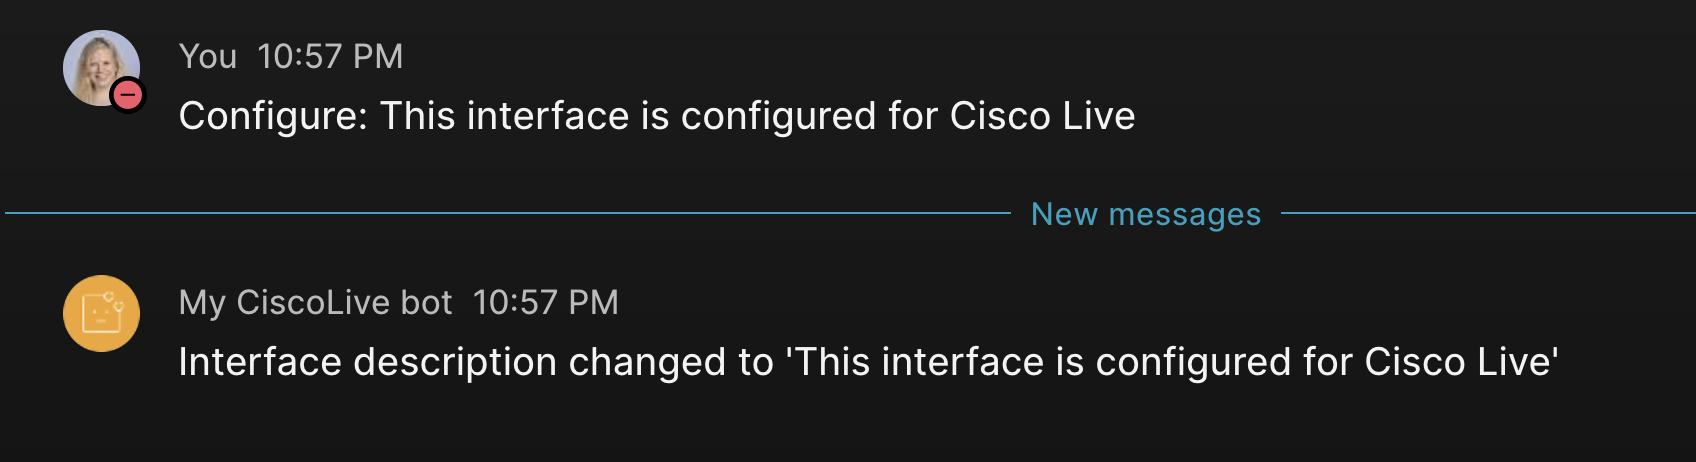 You 10:57 PM
Configure: This interface is configured for Cisco Live
New messages
My CiscoLive bot 10:57 PM
Interface description changed to 'This interface is configured for Cisco Live'